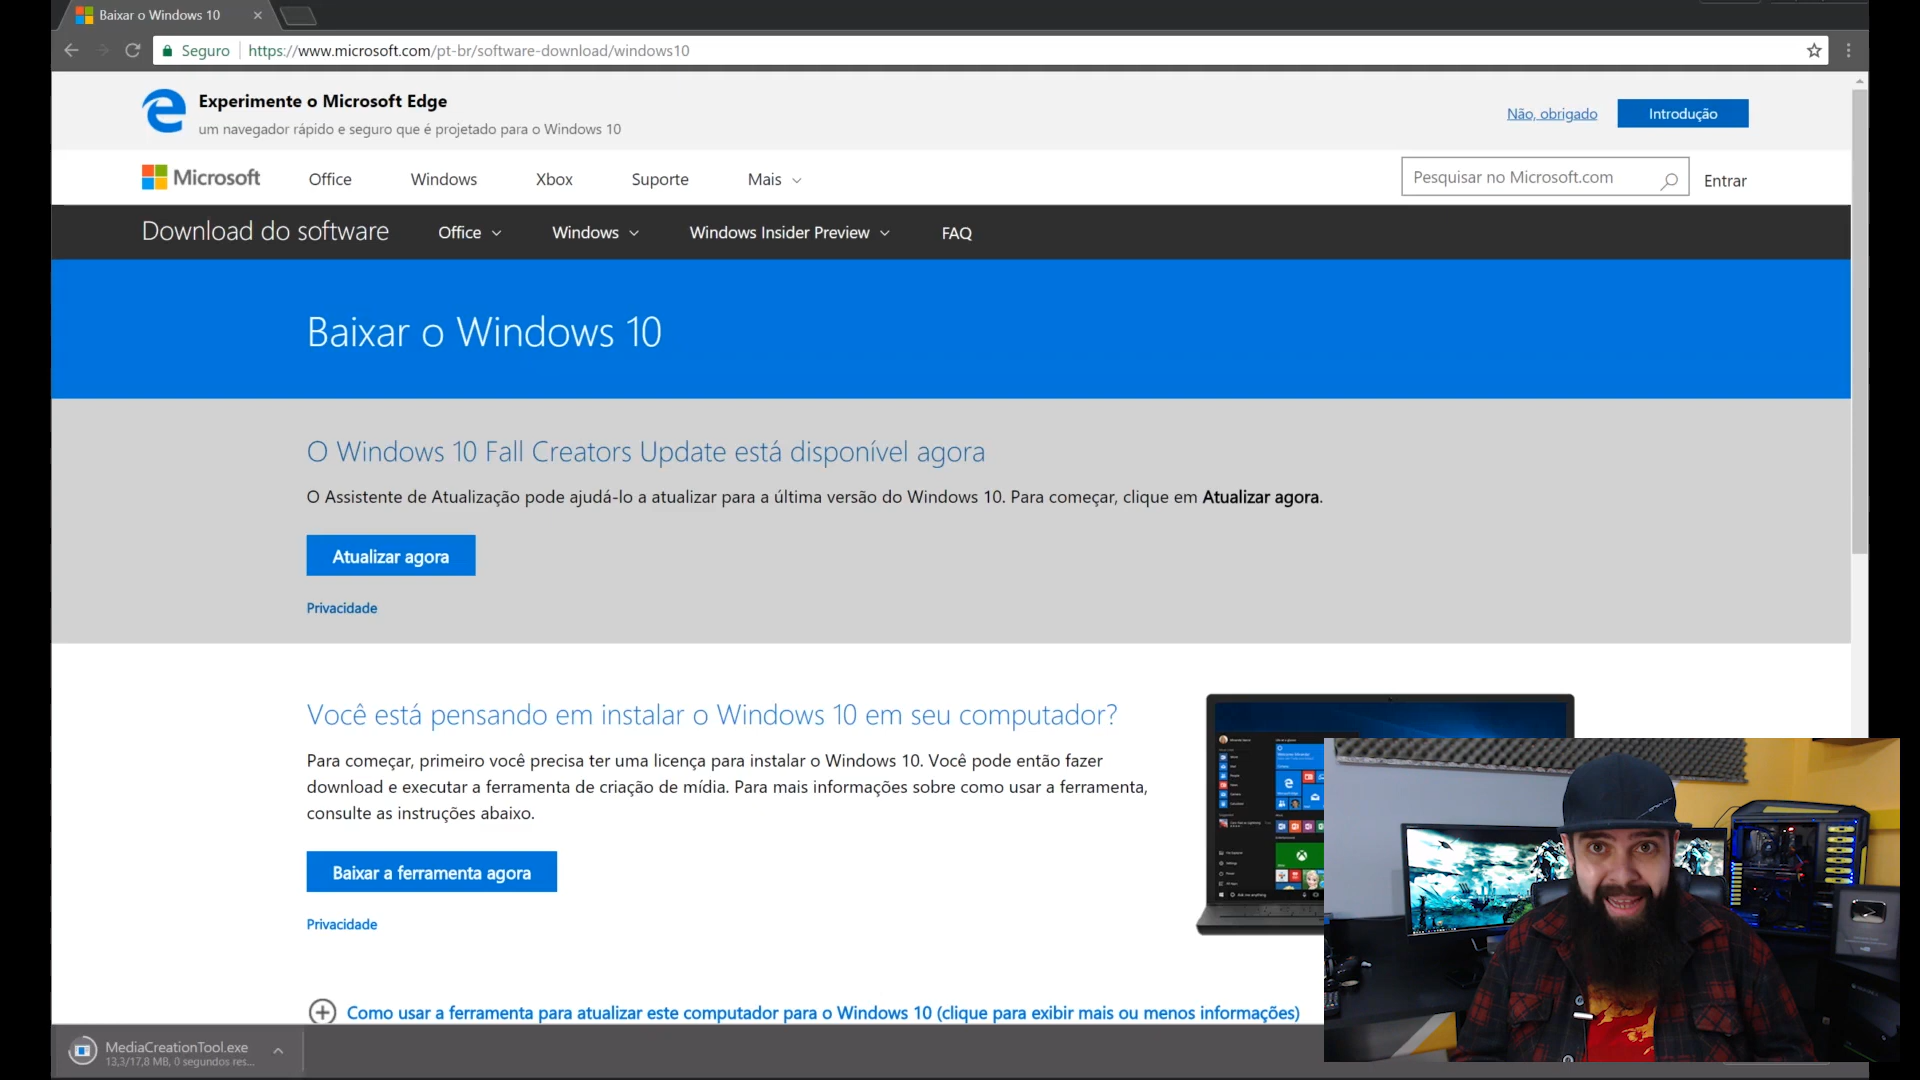 Baixar o Windows 10
Seguro
https://www.microsoft.com/pt-br/software-download/windows10
Experimente o Microsoft Edge
um navegador rápido e seguro que é projetado para o Windows 10
Não, obrigado
Introdução
Microsoft
Office
Windows
Xbox
Suporte
Mais
Pesquisar no Microsoft.com
Entrar
Download do software
Office
Windows
Windows Insider Preview
FAQ
Baixar o Windows 10
O Windows 10 Fall Creators Update está disponível agora
O Assistente de Atualização pode ajudá-lo a atualizar para a última versão do Windows 10. Para começar, clique em Atualizar agora.
Atualizar agora
Privacidade
Você está pensando em instalar o Windows 10 em seu computador?
Para começar, primeiro você precisa ter uma licença para instalar o Windows 10. Você pode então fazer
download e executar a ferramenta de criação de mídia. Para mais informações sobre como usar a ferramenta,
consulte as instruções abaixo.
Baixar a ferramenta agora
Privacidade
Como usar a ferramenta para atualizar este computador para o Windows 10 (clique para exibir mais ou menos informações)
MediaCreationTool.exe
13,3/17,8 MB, 0 segundos res...